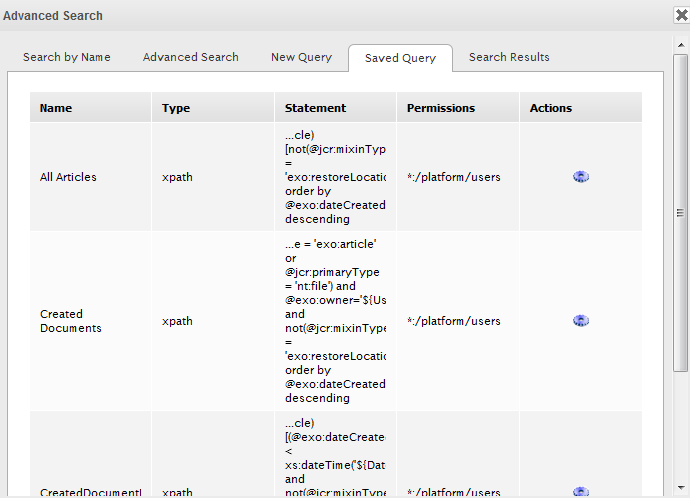 Advanced Search
Search by Name Advanced Search New Query Saved Query Search Results
Name Type Statement Permissions Actions
All Articles xpath *:/platform/users
...cle)
[not(@jcr:mixinTyp
=
'exo:restoreLocatio
order by
@exo:dateCreated
descending
Created
Documents xpath *:/platform/users
...e = 'exo:article'
or
@jcr:primaryType
= 'nt:file') and
@exo:owner='${Us
and
not(@jcr:mixinType
=
'exo:restoreLocatio
order by
@exo:dateCreated
descending
CreatedDocumentI xpath *:/platform/users
...cle)
[(@exo:dateCreate
<
xs:dateTime('${Dat
and
not(@jcr:mixinType